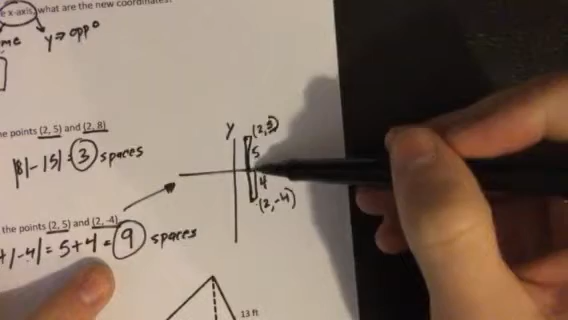 e x-axis, what are the new coordinates?
me y⇒ opp°
he points (2, 5) and (2, 8)
|8|-|5| = 3 spaces
y
(2,5)
5
4
(2,-4)
the points (2, 5) and (2, -4)
+|-4| = 5+4 = 9 spaces
13 ft